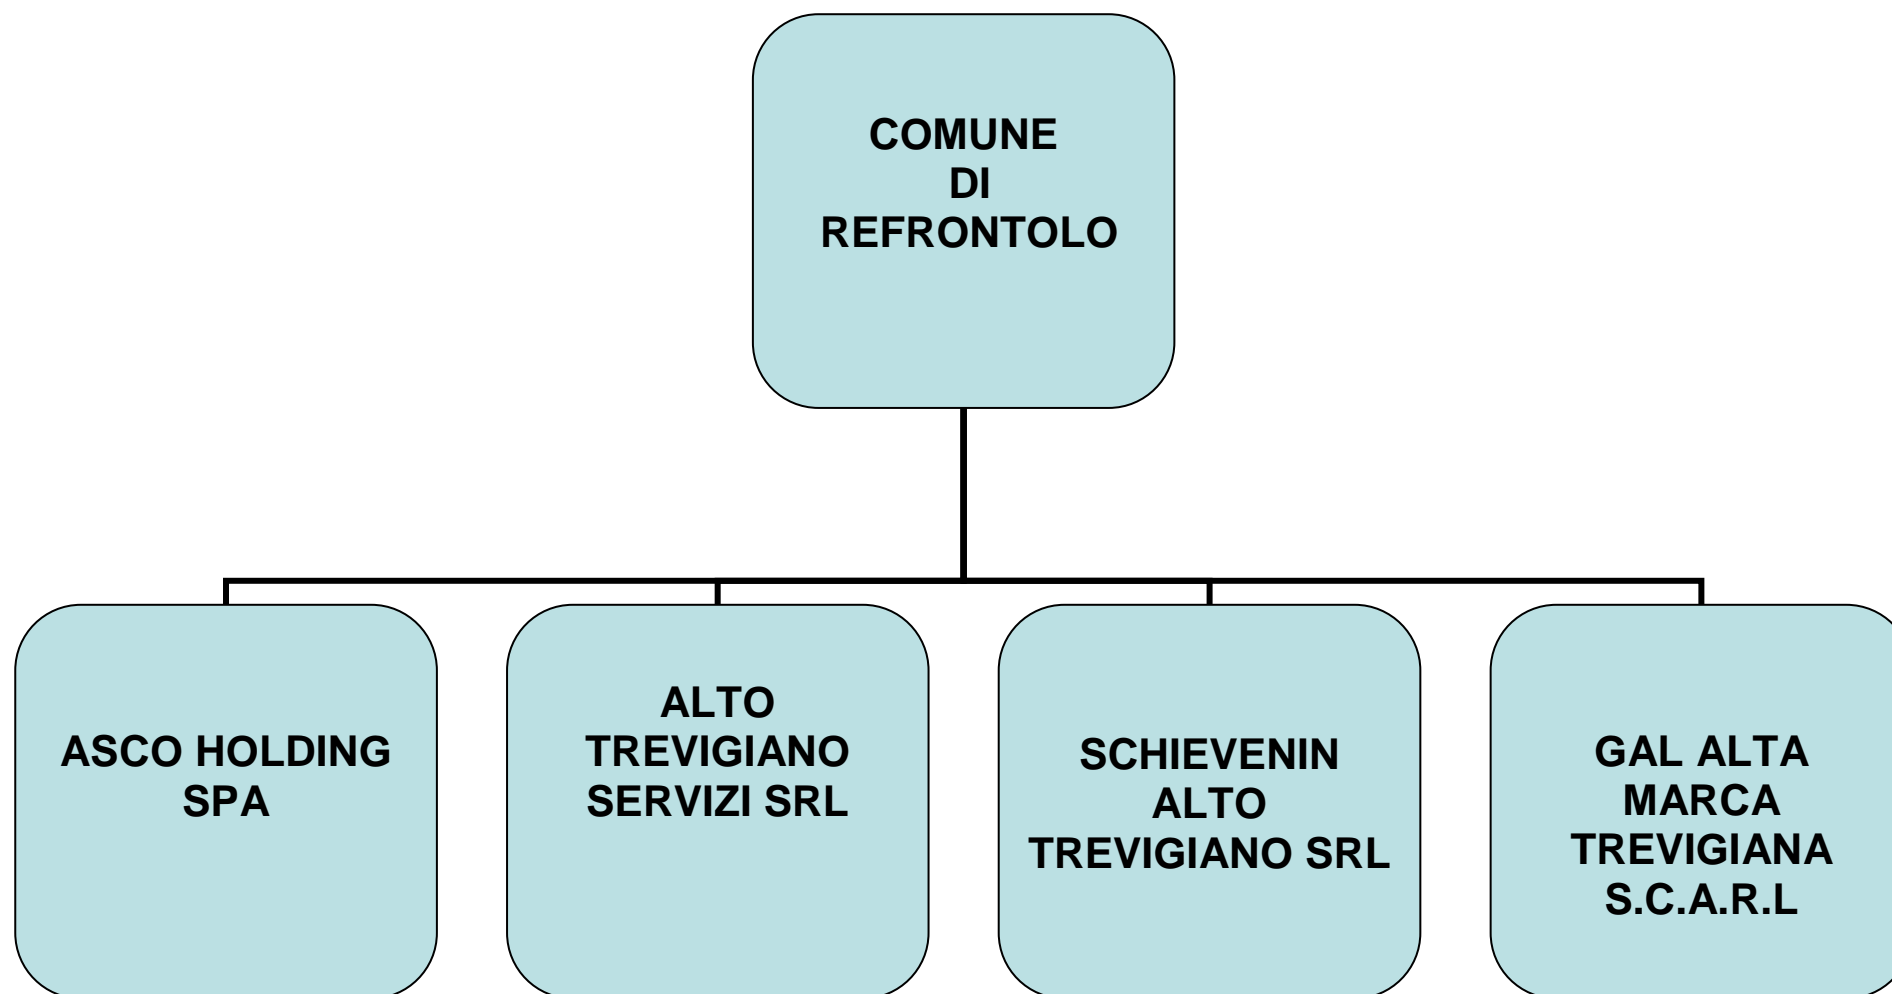 COMUNE
DI
REFRONTOLO
ASCO HOLDING
SPA
ALTO
TREVIGIANO
SERVIZI SRL
SCHIEVENIN
ALTO
TREVIGIANO SRL
GAL ALTA
MARCA
TREVIGIANA
S.C.A.R.L